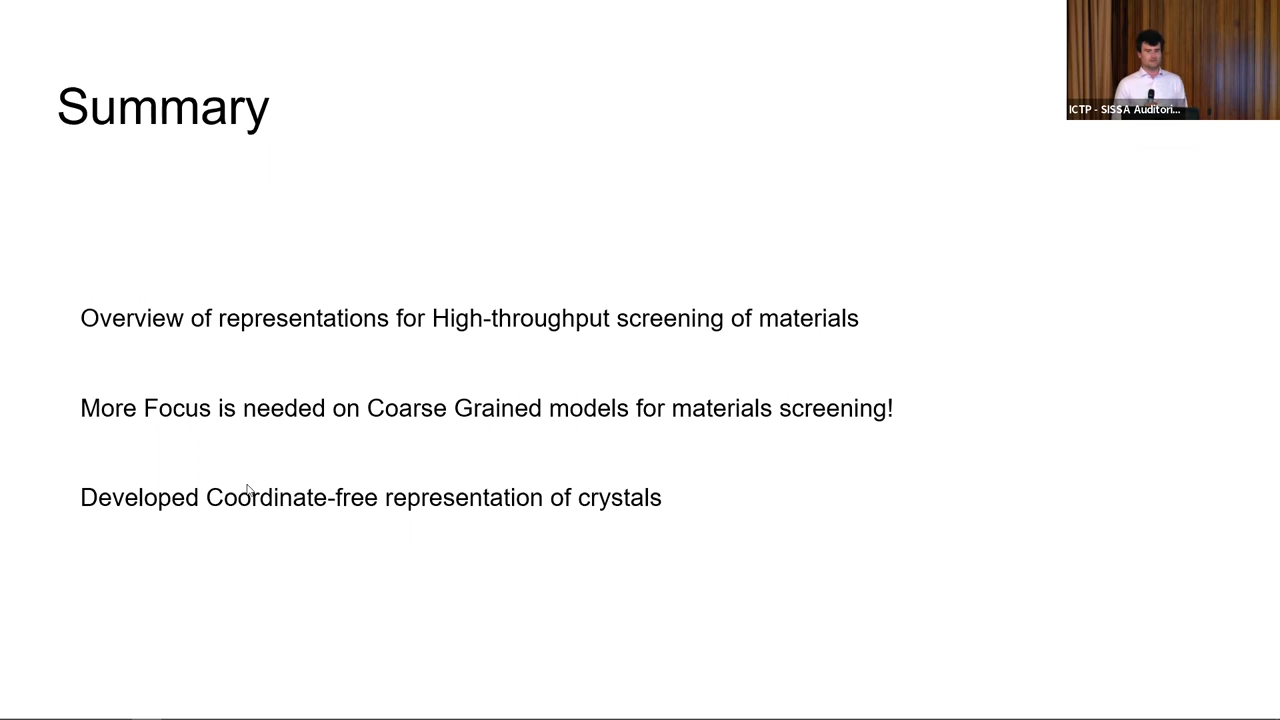 Summary
ICTP - SISSA Auditori...
Overview of representations for High-throughput screening of materials
More Focus is needed on Coarse Grained models for materials screening!
Developed Coordinate-free representation of crystals